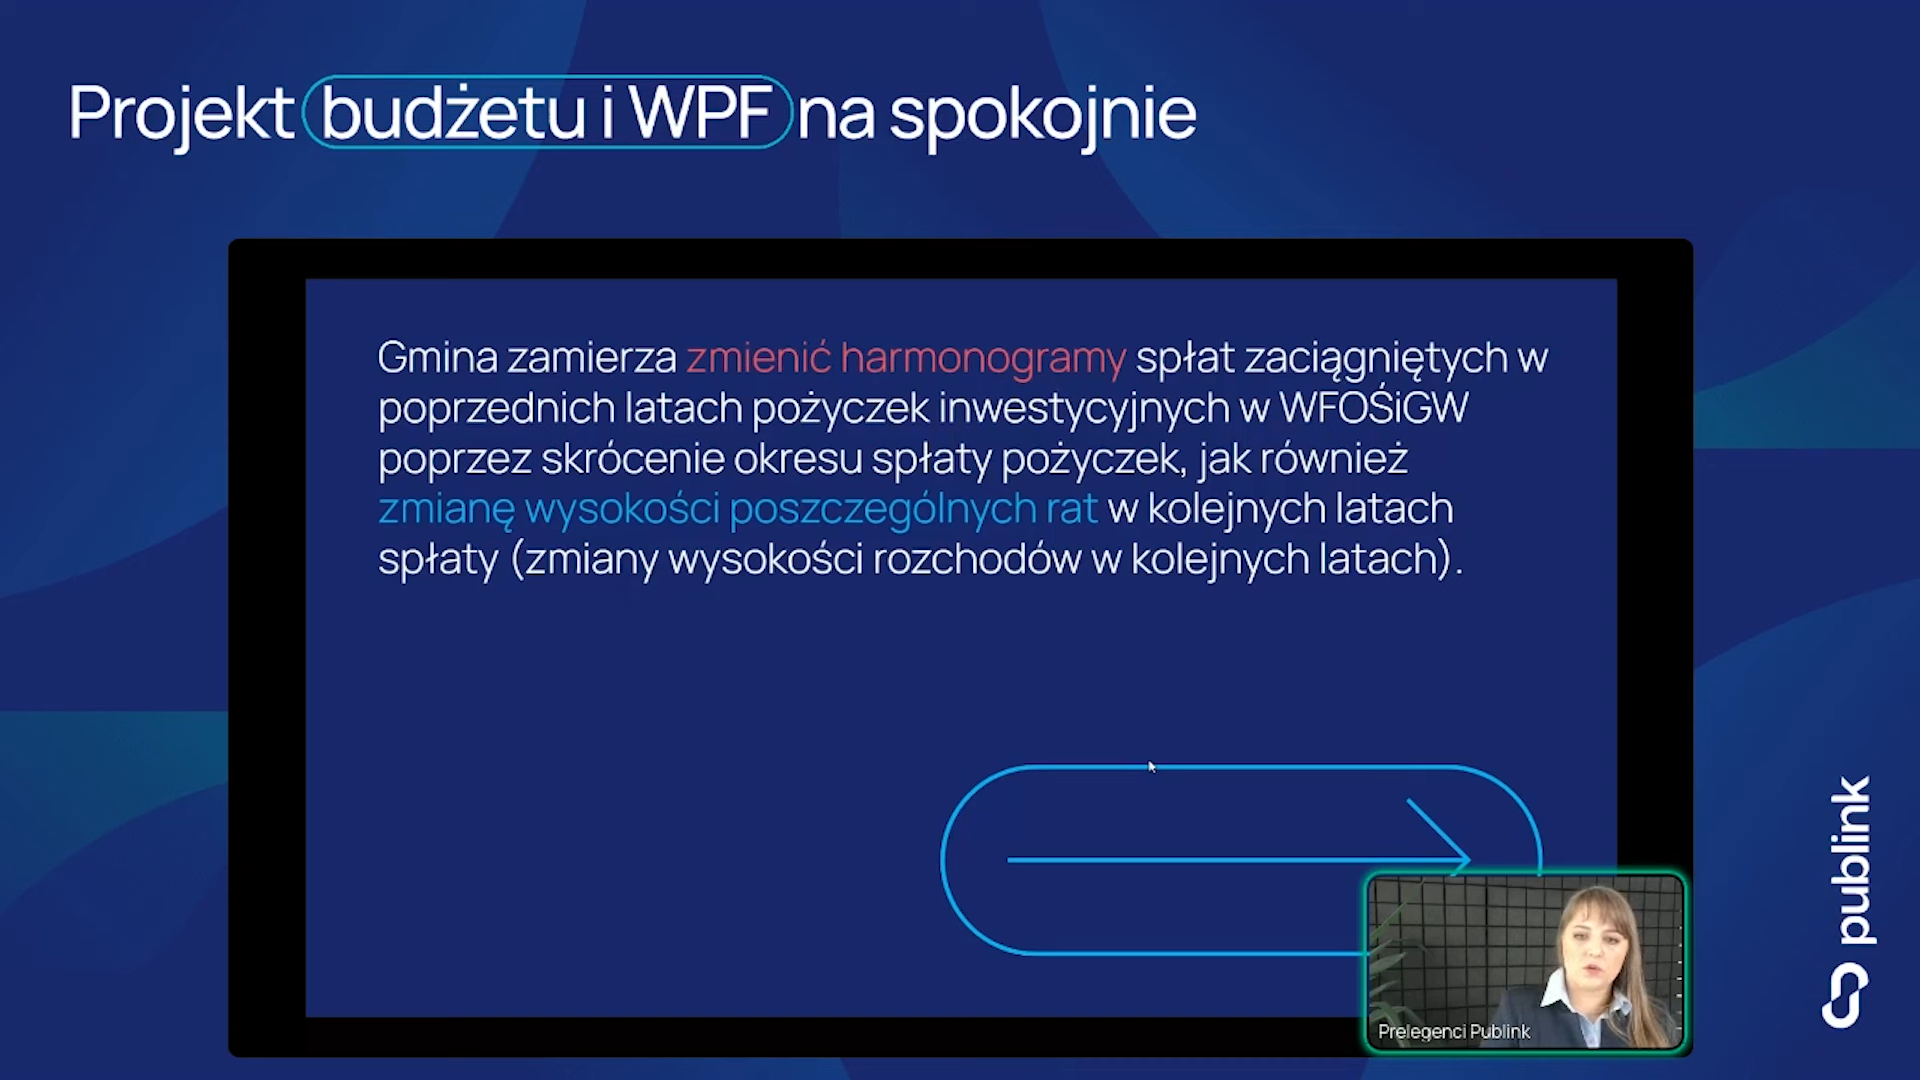 Projekt budżetu i WPF na spokojnie
Gmina zamierza zmienić harmonogramy spłat zaciągniętych w
poprzednich latach pożyczek inwestycyjnych w WFOŚiGW
poprzez skrócenie okresu spłaty pożyczek, jak również
zmianę wysokości poszczególnych rat w kolejnych latach
spłaty (zmiany wysokości rozchodów w kolejnych latach).
Prelegenci Publink
publink